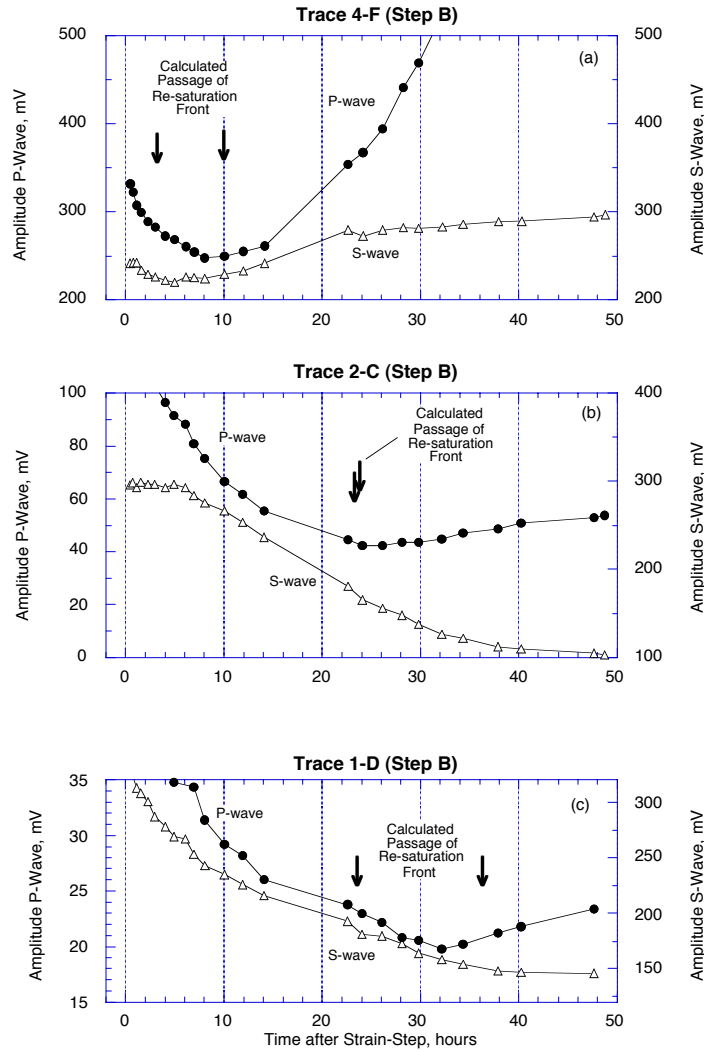 Trace 4-F (Step B)
500
400
300
200
Amplitude P-Wave, mV
Calculated
Passage of
Re-saturation
Front
P-wave
S-wave
(a)
500
400
300
200
Amplitude S-Wave, mV
0 10 20 30 40 50
Trace 2-C (Step B)
100
80
60
40
20
0
Amplitude P-Wave, mV
P-wave
S-wave
Calculated
Passage of
Re-saturation
Front
(b)
400
300
200
100
Amplitude S-Wave, mV
0 10 20 30 40 50
Trace 1-D (Step B)
35
30
25
20
15
Amplitude P-Wave, mV
P-wave
S-wave
Calculated
Passage of
Re-saturation
Front
(c)
300
250
200
150
Amplitude S-Wave, mV
0 10 20 30 40 50
Time after Strain-Step, hours